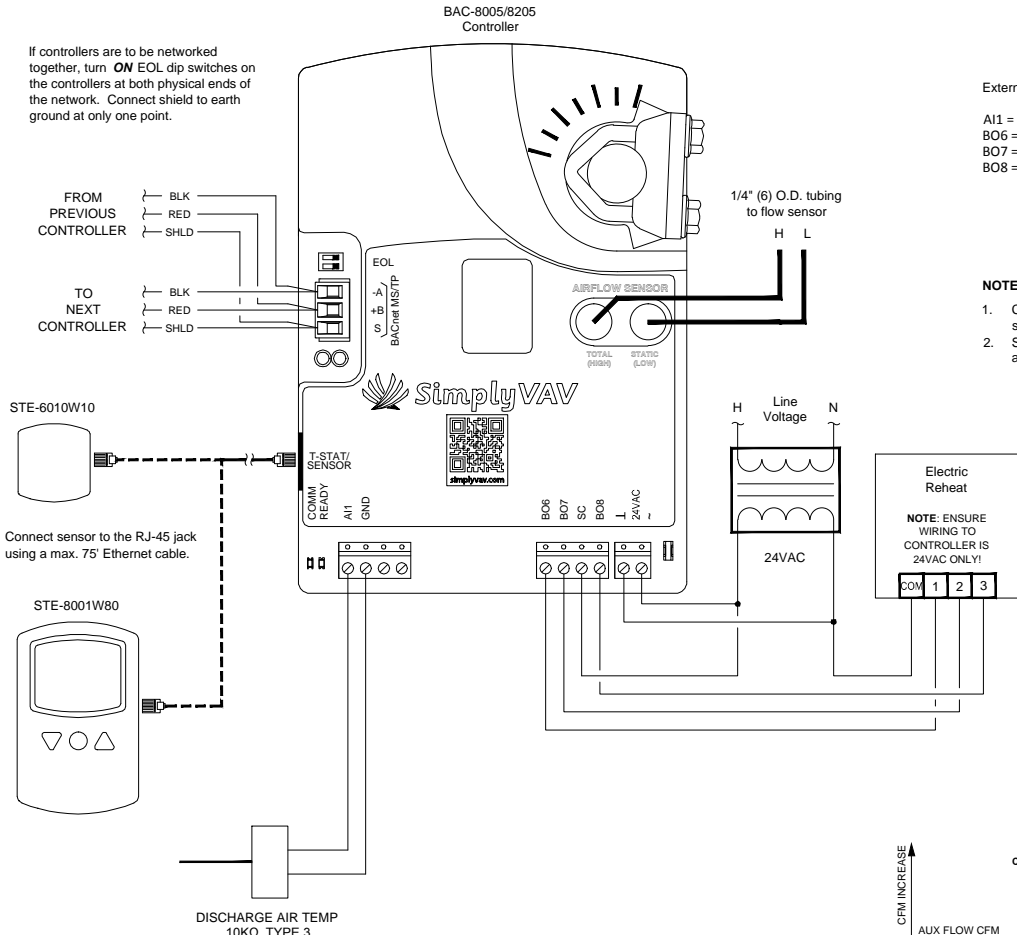 BAC-8005/8205
Controller
If controllers are to be networked
together, turn ON EOL dip switches on
the controllers at both physical ends of
the network. Connect shield to earth
ground at only one point.
Extern
AI1 =
BO6 =
BO7 =
BO8 =
FROM
PREVIOUS
CONTROLLER
BLK
RED
SHLD
TO
NEXT
CONTROLLER
BLK
RED
SHLD
EOL
-A
+B
S
BACnet MS/TP
1/4" (6) O.D. tubing
to flow sensor
H L
AIRFLOW SENSOR
TOTAL
(HIGH)
STATIC
(LOW)
NOTE
1. C
s
2. S
a
SimplyVAV
simplyvav.com
STE-6010W10
T-STAT/
SENSOR
COMM
READY
AI1
GND
BO6
BO7
SC
BO8
⊥
24VAC
~
H Line N
Voltage
24VAC
Electric
Reheat
NOTE: ENSURE
WIRING TO
CONTROLLER IS
24VAC ONLY!
COM 1 2 3
Connect sensor to the RJ-45 jack
using a max. 75' Ethernet cable.
STE-8001W80
DISCHARGE AIR TEMP
10KΩ, TYPE 3
CFM INCREASE
AUX FLOW CFM